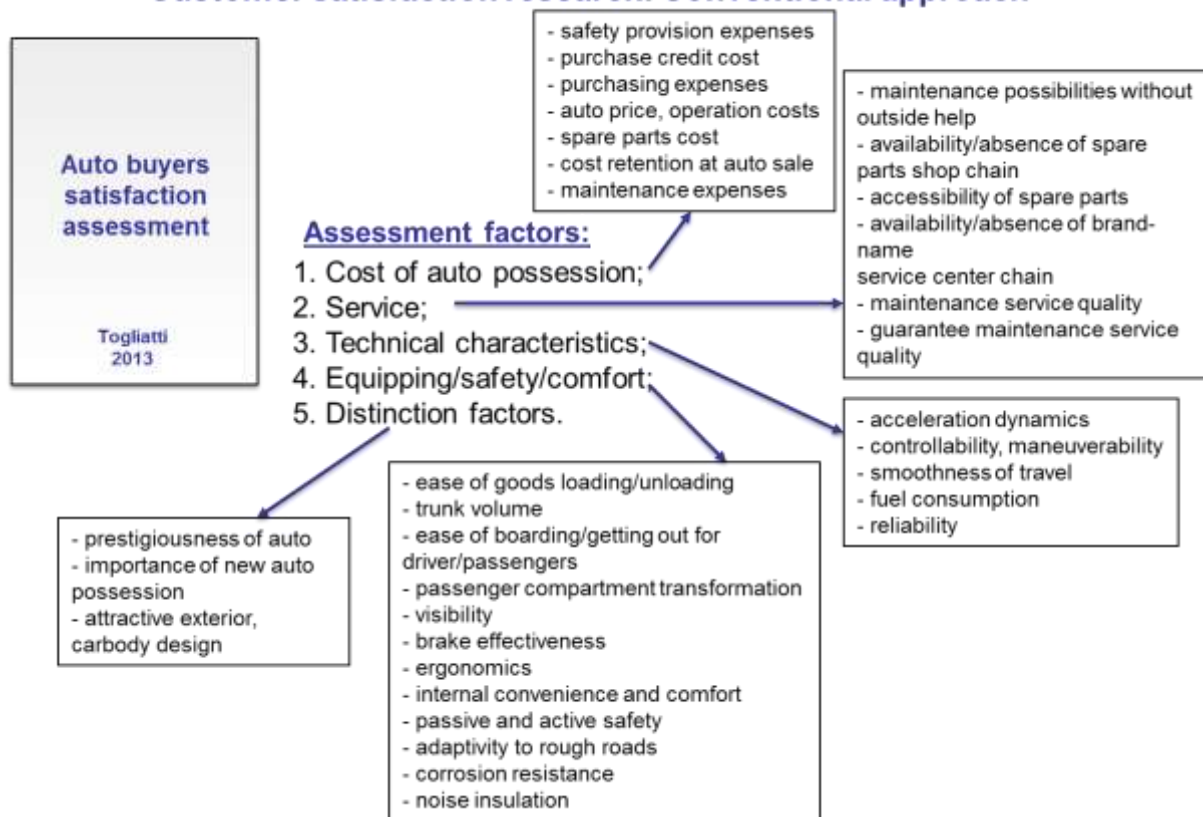 Customer satisfaction research: Conventional approach
Auto buyers
satisfaction
assessment
Togliatti
2013
Assessment factors:
1. Cost of auto possession;
2. Service;
3. Technical characteristics;
4. Equipping/safety/comfort;
5. Distinction factors.
- safety provision expenses
- purchase credit cost
- purchasing expenses
- auto price, operation costs
- spare parts cost
- cost retention at auto sale
- maintenance expenses
- maintenance possibilities without
outside help
- availability/absence of spare
parts shop chain
- accessibility of spare parts
- availability/absence of brand-
name
service center chain
- maintenance service quality
- guarantee maintenance service
quality
- acceleration dynamics
- controllability, maneuverability
- smoothness of travel
- fuel consumption
- reliability
- ease of goods loading/unloading
- trunk volume
- ease of boarding/getting out for
driver/passengers
- passenger compartment transformation
- visibility
- brake effectiveness
- ergonomics
- internal convenience and comfort
- passive and active safety
- adaptivity to rough roads
- corrosion resistance
- noise insulation
- prestigiousness of auto
- importance of new auto
possession
- attractive exterior,
carbody design